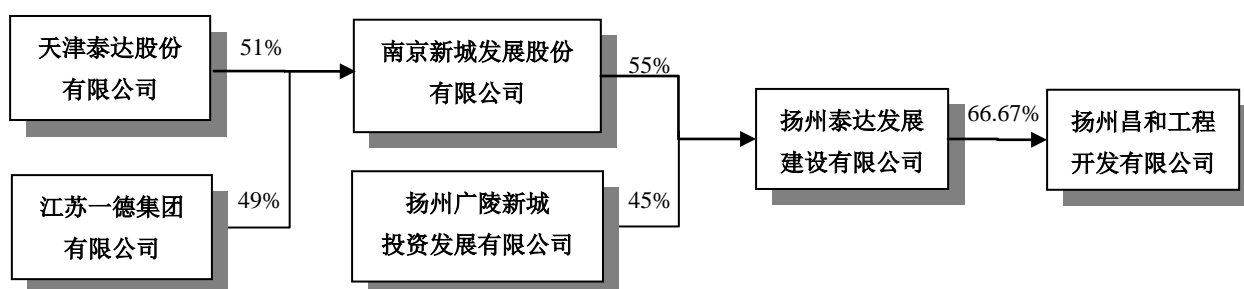 天津泰达股份
有限公司
51%
南京新城发展股份
有限公司
55%
扬州泰达发展
建设有限公司
66.67%
扬州昌和工程
开发有限公司
江苏一德集团
有限公司
49%
扬州广陵新城
投资发展有限公司
45%